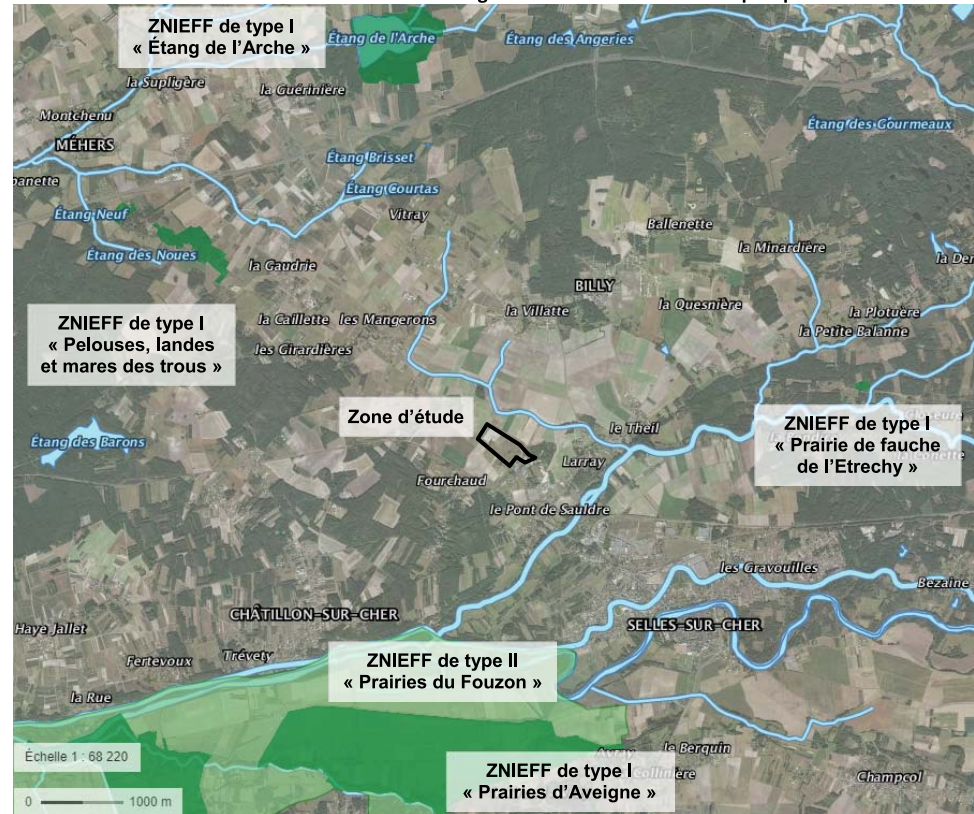 ZNIEFF de type I
« Étang de l'Arche »
Étang de l'Arche
Étang des Angeries
la Supligère
la Guérinière
Montchenu
MÉHERS
Étang des Gourmeaux
Étang Brisset
Étang Courtas
Étang Neuf
Vitray
Ballenette
Étang des Noues
la Gaudrie
la Minardière
BILLY
ZNIEFF de type I
« Pelouses, landes
et mares des trous »
la Caillette
les Mangerons
la Villatte
la Quesnière
la Plotuère
la Petite Balanne
les Girardières
Zone d'étude
ZNIEFF de type I
« Prairie de fauche
de l'Etrechy »
Étang des Barons
le Theil
Larray
Fourchaud
le Pont de Sauldre
les Gravouilles
Bezaine
CHÂTILLON-SUR-CHER
SELLES-SUR-CHER
Haye Jallet
Fertevoux
Trévety
ZNIEFF de type II
« Prairies du Fouzon »
la Rue
Échelle 1 : 68 220
le Berquin
ZNIEFF de type I
« Prairies d'Aveigne »
Champcol
0
1000 m